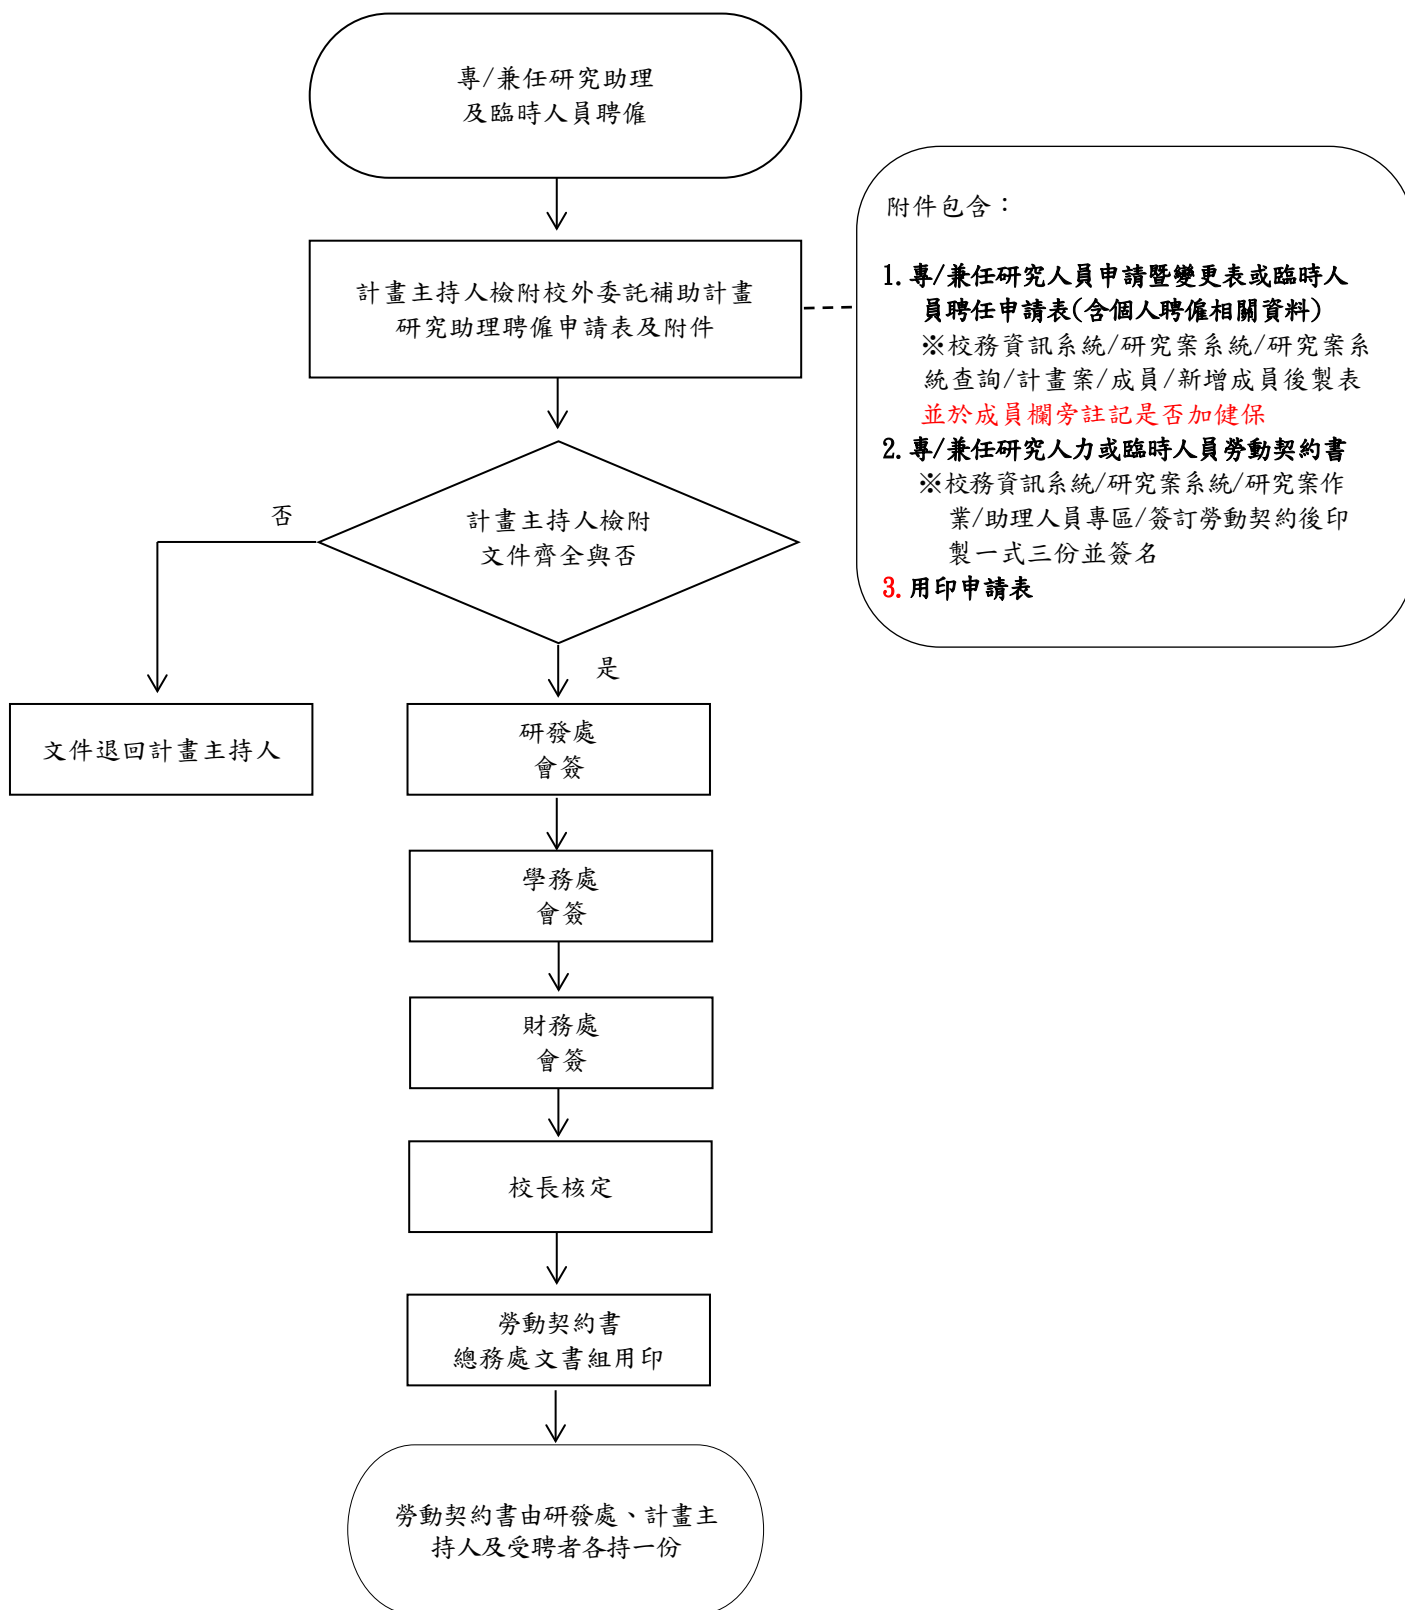 專/兼任研究助理
及臨時人員聘僱
計畫主持人檢附校外委託補助計畫
研究助理聘僱申請表及附件
附件包含：
1.專/兼任研究人員申請暨變更表或臨時人
員聘任申請表(含個人聘僱相關資料)
※校務資訊系統/研究案系統/研究案系
統查詢/計畫案/成員/新增成員後製表
並於成員欄旁註記是否加健保
2.專/兼任研究人力或臨時人員勞動契約書
※校務資訊系統/研究案系統/研究案作
業/助理人員專區/簽訂勞動契約後印
製一式三份並簽名
3.用印申請表
計畫主持人檢附
文件齊全與否
否
是
文件退回計畫主持人
研發處
會簽
學務處
會簽
財務處
會簽
校長核定
勞動契約書
總務處文書組用印
勞動契約書由研發處、計畫主
持人及受聘者各持一份